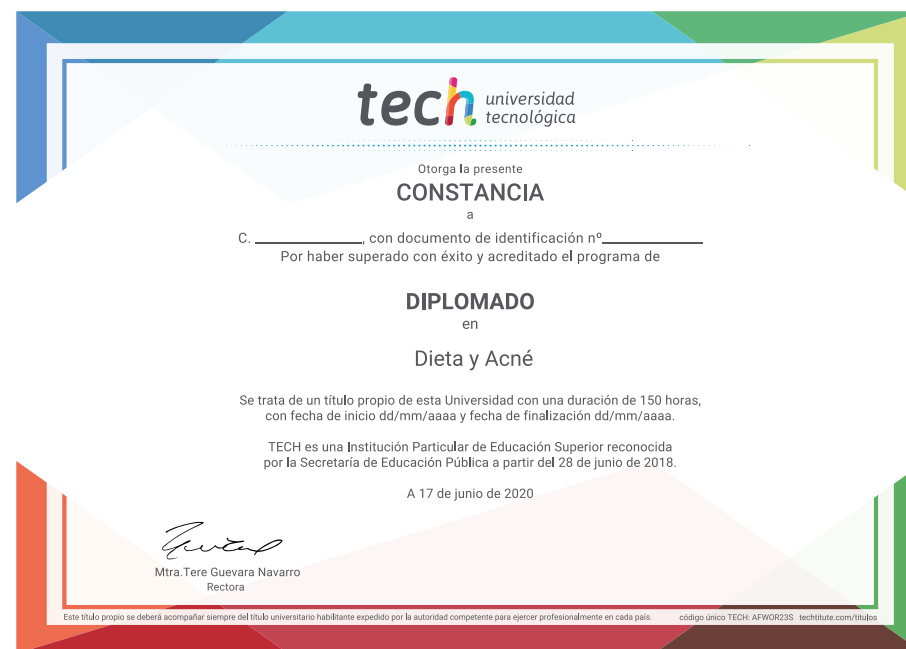 tech universidad
tecnológica
Otorga la presente
CONSTANCIA
a
C. ____________, con documento de identificación nº____________
Por haber superado con éxito y acreditado el programa de
DIPLOMADO
en
Dieta y Acné
Se trata de un título propio de esta Universidad con una duración de 150 horas,
con fecha de inicio dd/mm/aaaa y fecha de finalización dd/mm/aaaa.
TECH es una Institución Particular de Educación Superior reconocida
por la Secretaría de Educación Pública a partir del 28 de junio de 2018.
A 17 de junio de 2020
Mtra.Tere Guevara Navarro
Rectora
Este título propio se deberá acompañar siempre del título universitario habilitante expedido por la autoridad competente para ejercer profesionalmente en cada país. código único TECH: AFWOR23S techtitute.com/titulos